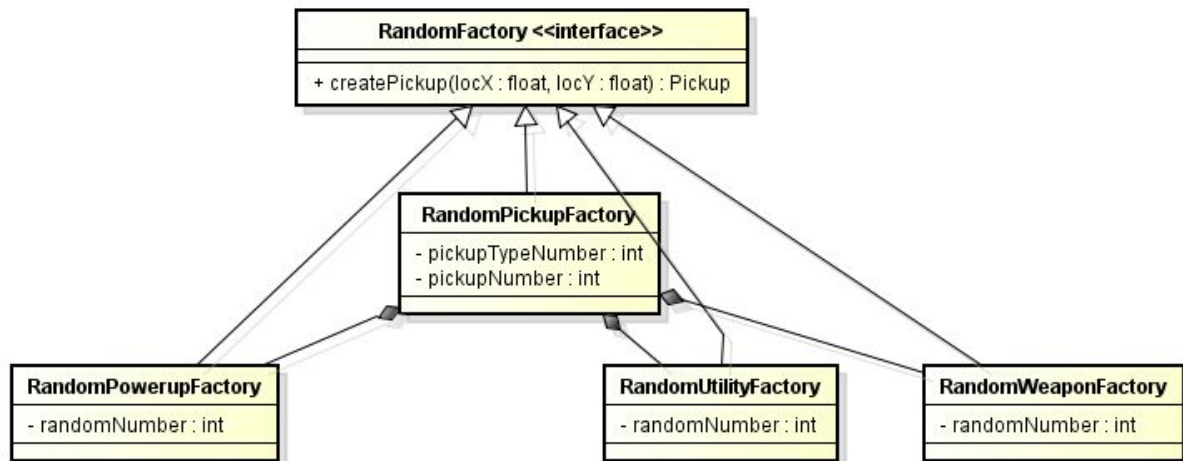 RandomFactory <<interface>>
+ createPickup(locX : float, locY : float) : Pickup
RandomPickupFactory
- pickupTypeNumber : int
- pickupNumber : int
RandomPowerupFactory
- randomNumber : int
RandomUtilityFactory
- randomNumber : int
RandomWeaponFactory
- randomNumber : int